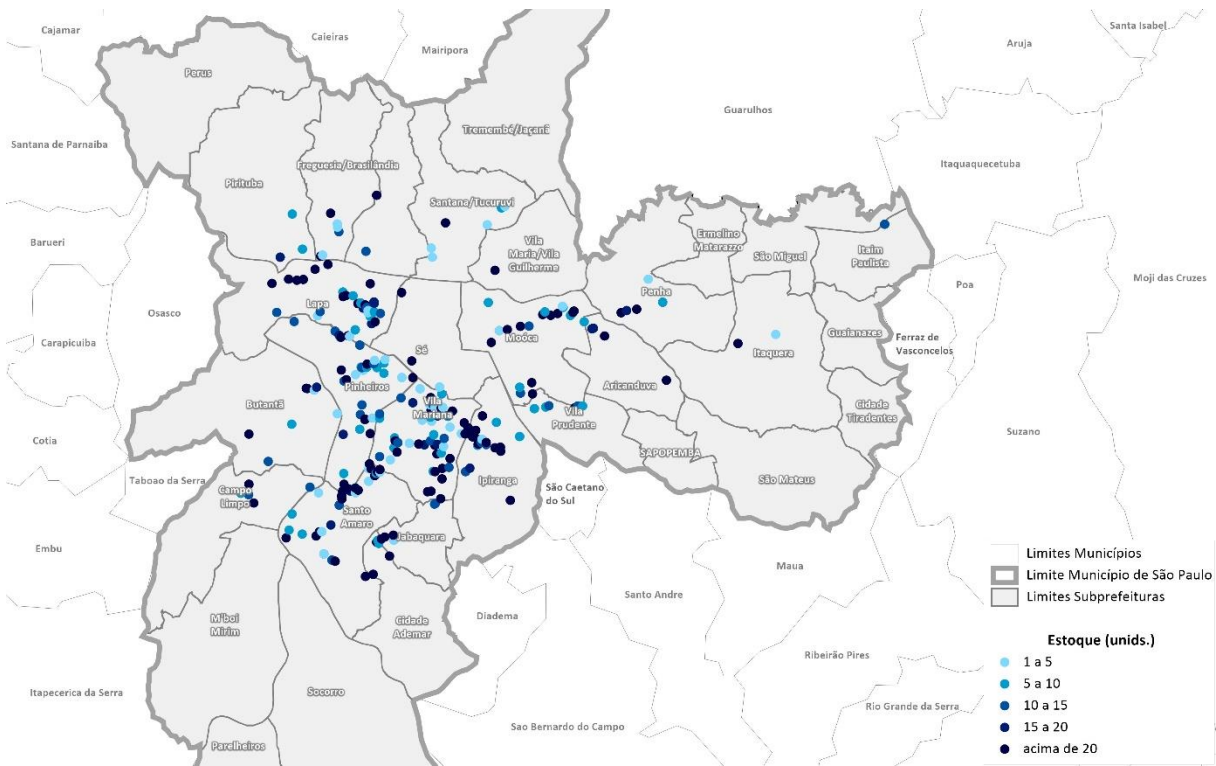 Cajamar
Caieiras
Mairipora
Santa Isabel
Aruja
Perus
Guarulhos
Santana de Parnaiba
Tremembé/Jaçanã
Freguesia/Brasilândia
Itaquaquecetuba
Pirituba
Santana/Tucuruvi
Barueri
Ermelino
Matarazzo
Vila
Maria/Vila
Guilherme
São Miguel
Itaim
Paulista
Moji das Cruzes
Poa
Osasco
Penha
Lapa
Carapicuiba
Moóca
Guaianazes
Ferraz de
Vasconcelos
Sé
Itaquera
Pinheiros
Aricanduva
Butantã
Vila
Mariana
Vila
Prudente
Cidade
Tiradentes
Cotia
Suzano
SAPOPEMBA
Taboao da Serra
Ipiranga
São Mateus
São Caetano
do Sul
Campo
Limpo
Santo
Amaro
Jabaquara
Embu
Maua
Santo Andre
Diadema
M'boi
Mirim
Cidade
Ademar
Ribeirão Pires
Itapecerica da Serra
Socorro
Rio Grande da Serra
Sao Bernardo do Campo
Parelheiros
Limites Municípios
Limite Município de São Paulo
Limites Subprefeituras
Estoque (unids.)
1 a 5
5 a 10
10 a 15
15 a 20
acima de 20